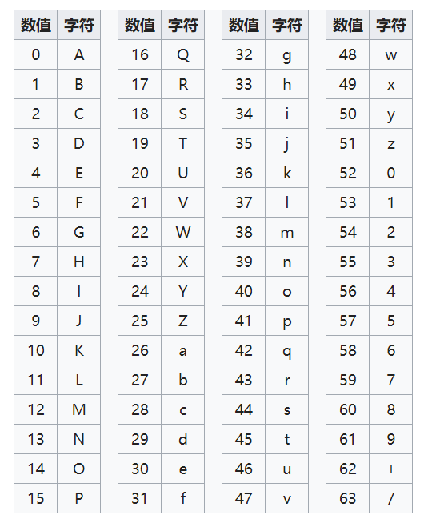 数值 字符 数值 字符 数值 字符 数值 字符
0 A 16 Q 32 g 48 w
1 B 17 R 33 h 49 x
2 C 18 S 34 i 50 y
3 D 19 T 35 j 51 z
4 E 20 U 36 k 52 0
5 F 21 V 37 l 53 1
6 G 22 W 38 m 54 2
7 H 23 X 39 n 55 3
8 I 24 Y 40 o 56 4
9 J 25 Z 41 p 57 5
10 K 26 a 42 q 58 6
11 L 27 b 43 r 59 7
12 M 28 c 44 s 60 8
13 N 29 d 45 t 61 9
14 O 30 e 46 u 62 +
15 P 31 f 47 v 63 /